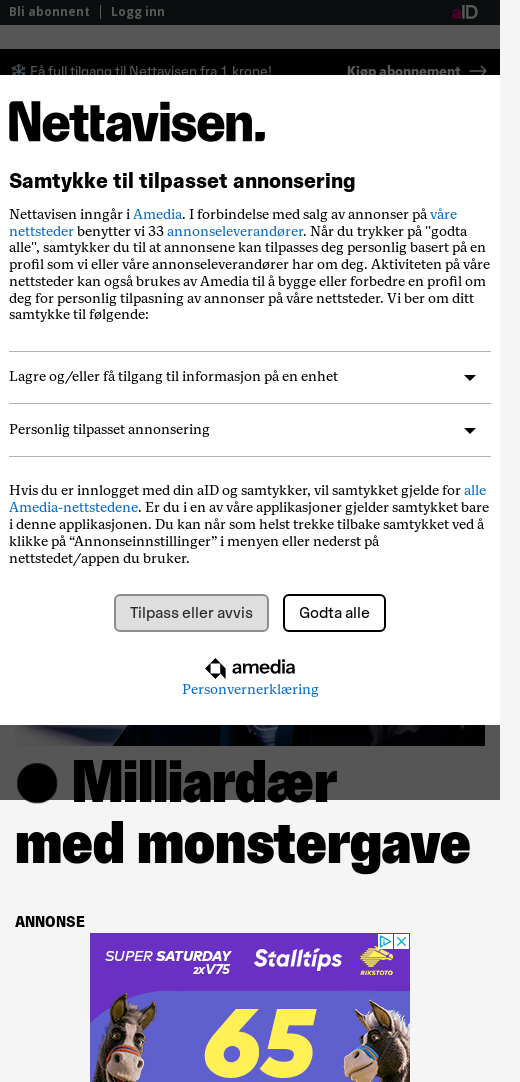 Bli abonnent | Logg inn aID
Få full tilgang til Nettavisen fra 1 krone! Kjøp abonnement
Nettavisen.
Samtykke til tilpasset annonsering
Nettavisen inngår i Amedia. I forbindelse med salg av annonser på våre
nettsteder benytter vi 33 annonseleverandører. Når du trykker på "godta
alle", samtykker du til at annonsene kan tilpasses deg personlig basert på en
profil som vi eller våre annonseleverandører har om deg. Aktiviteten på våre
nettsteder kan også brukes av Amedia til å bygge eller forbedre en profil om
deg for personlig tilpasning av annonser på våre nettsteder. Vi ber om ditt
samtykke til følgende:
Lagre og/eller få tilgang til informasjon på en enhet
Personlig tilpasset annonsering
Hvis du er innlogget med din aID og samtykker, vil samtykket gjelde for alle
Amedia-nettstedene. Er du i en av våre applikasjoner gjelder samtykket bare
i denne applikasjonen. Du kan når som helst trekke tilbake samtykket ved å
klikke på “Annonseinnstillinger” i menyen eller nederst på
nettstedet/appen du bruker.
Tilpass eller avvis Godta alle
amedia
Personvernerklæring
Milliardær
med monstergave
ANNONSE
SUPER SATURDAY
2xV75
Stalltips
RIKSTOTO
65